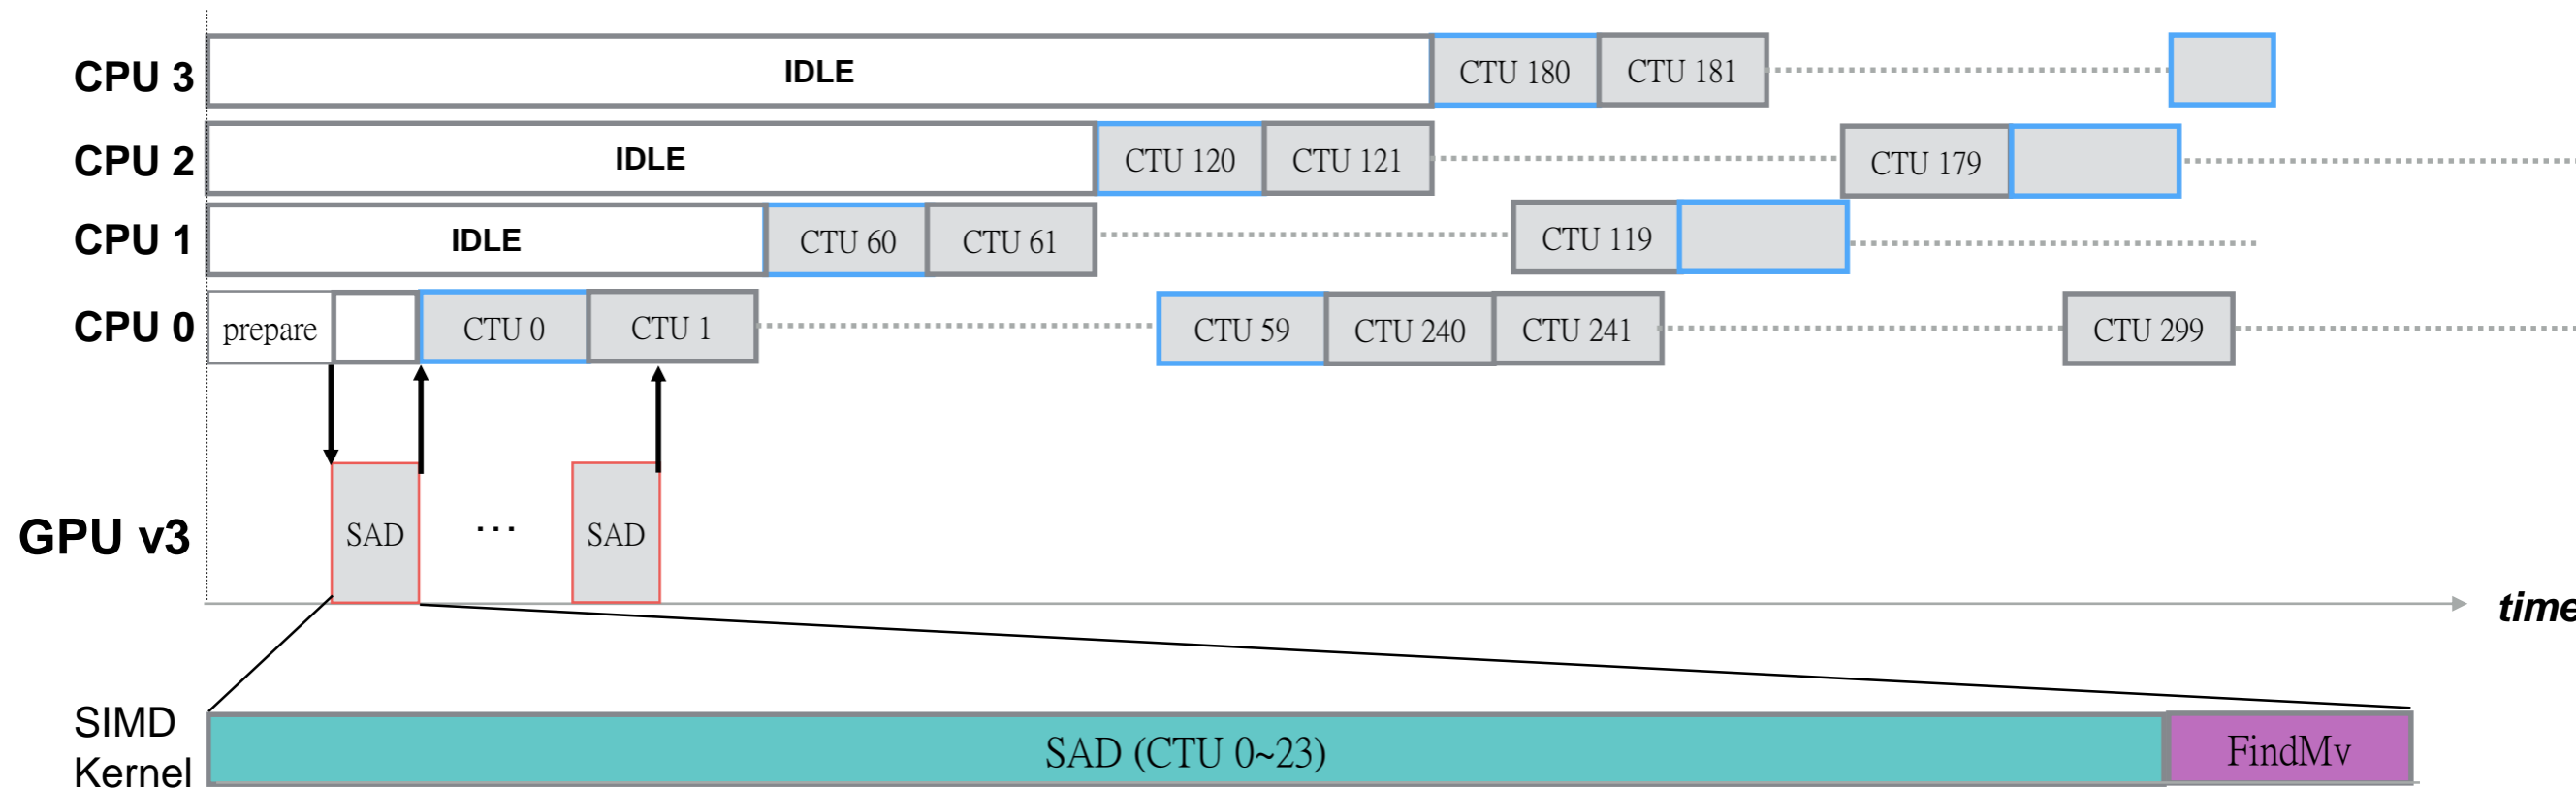 CPU 3 IDLE CTU 180 CTU 181
CPU 2 IDLE CTU 120 CTU 121 CTU 179
CPU 1 IDLE CTU 60 CTU 61 CTU 119
CPU 0 prepare CTU 0 CTU 1 CTU 59 CTU 240 CTU 241 CTU 299
GPU v3 SAD ... SAD
time
SIMD
Kernel
SAD (CTU 0~23) FindMv